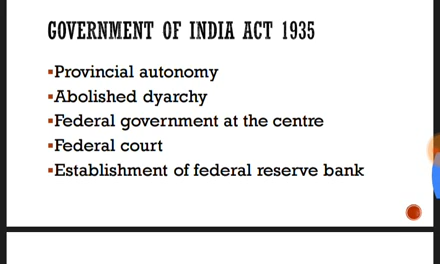 GOVERNMENT OF INDIA ACT 1935
▪Provincial autonomy
▪Abolished dyarchy
▪Federal government at the centre
▪Federal court
▪Establishment of federal reserve bank